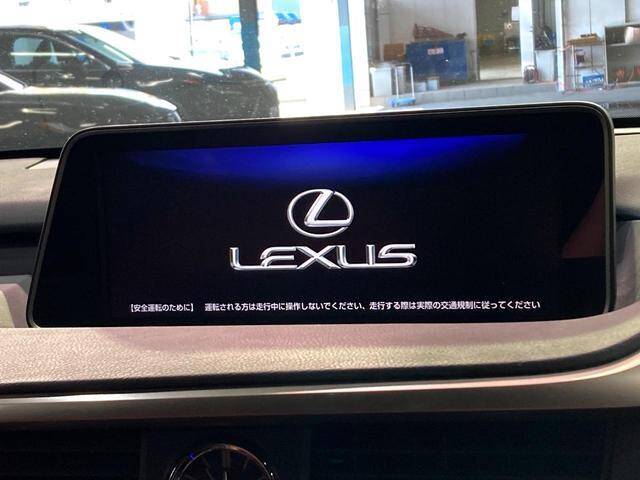 LEXUS
【安全運転のために】 運転される方は走行中に操作しないでください、走行する際は実際の交通規制に従ってください